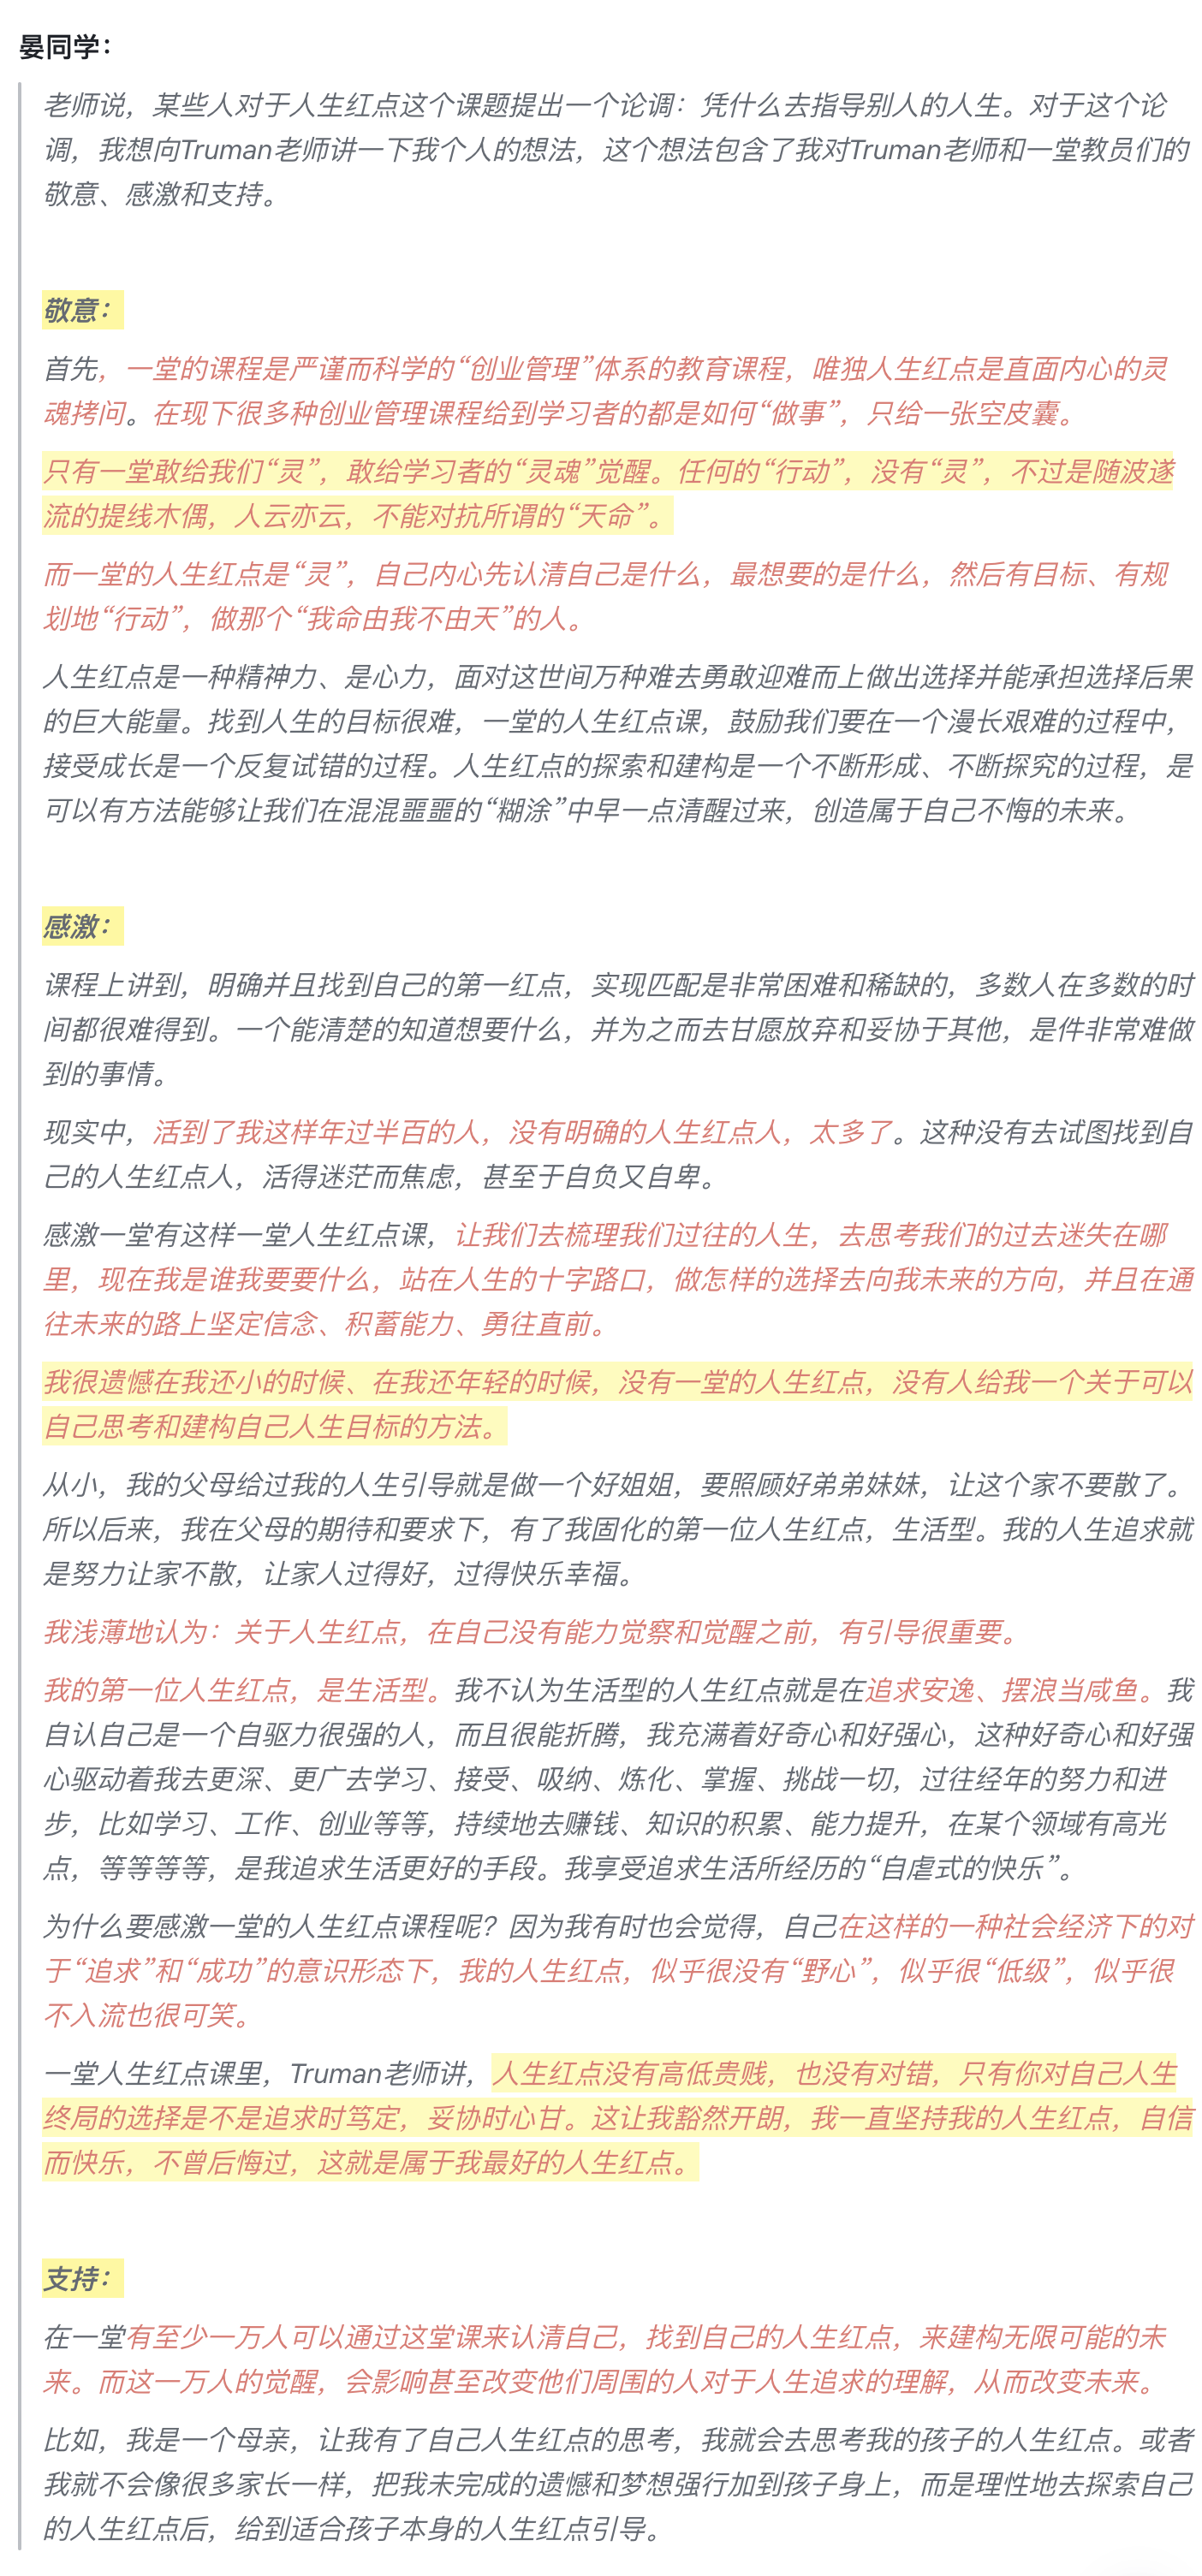 晏同学：
老师说，某些人对于人生红点这个课题提出一个论调：凭什么去指导别人的人生。对于这个论
调，我想向Truman老师讲一下我个人的想法，这个想法包含了我对Truman老师和一堂教员们的
敬意、感激和支持。
敬意：
首先，一堂的课程是严谨而科学的“创业管理”体系的教育课程，唯独人生红点是直面内心的灵
魂拷问。在现下很多种创业管理课程给到学习者的都是如何“做事”，只给一张空皮囊。
只有一堂敢给我们“灵”，敢给学习者的“灵魂”觉醒。任何的“行动”，没有“灵”，不过是随波遂
流的提线木偶，人云亦云，不能对抗所谓的“天命”。
而一堂的人生红点是“灵”，自己内心先认清自己是什么，最想要的是什么，然后有目标、有规
划地“行动”，做那个“我命由我不由天”的人。
人生红点是一种精神力、是心力，面对这世间万种难去勇敢迎难而上做出选择并能承担选择后果
的巨大能量。找到人生的目标很难，一堂的人生红点课，鼓励我们要在一个漫长艰难的过程中，
接受成长是一个反复试错的过程。人生红点的探索和建构是一个不断形成、不断探究的过程，是
可以有方法能够让我们在混混噩噩的“糊涂”中早一点清醒过来，创造属于自己不悔的未来。
感激：
课程上讲到，明确并且找到自己的第一红点，实现匹配是非常困难和稀缺的，多数人在多数的时
间都很难得到。一个能清楚的知道想要什么，并为之而去甘愿放弃和妥协于其他，是件非常难做
到的事情。
现实中，活到了我这样年过半百的人，没有明确的人生红点人，太多了。这种没有去试图找到自
己的人生红点人，活得迷茫而焦虑，甚至于自负又自卑。
感激一堂有这样一堂人生红点课，让我们去梳理我们过往的人生，去思考我们的过去迷失在哪
里，现在我是谁我要要什么，站在人生的十字路口，做怎样的选择去向我未来的方向，并且在通
往未来的路上坚定信念、积蓄能力、勇往直前。
我很遗憾在我还小的时候、在我还年轻的时候，没有一堂的人生红点，没有人给我一个关于可以
自己思考和建构自己人生目标的方法。
从小，我的父母给过我的人生引导就是做一个好姐姐，要照顾好弟弟妹妹，让这个家不要散了。
所以后来，我在父母的期待和要求下，有了我固化的第一位人生红点，生活型。我的人生追求就
是努力让家不散，让家人过得好，过得快乐幸福。
我浅薄地认为：关于人生红点，在自己没有能力觉察和觉醒之前，有引导很重要。
我的第一位人生红点，是生活型。我不认为生活型的人生红点就是在追求安逸、摆浪当咸鱼。我
自认自己是一个自驱力很强的人，而且很能折腾，我充满着好奇心和好强心，这种好奇心和好强
心驱动着我去更深、更广去学习、接受、吸纳、炼化、掌握、挑战一切，过往经年的努力和进
步，比如学习、工作、创业等等，持续地去赚钱、知识的积累、能力提升，在某个领域有高光
点，等等等等，是我追求生活更好的手段。我享受追求生活所经历的“自虐式的快乐”。
为什么要感激一堂的人生红点课程呢？因为我有时也会觉得，自己在这样的一种社会经济下的对
于“追求”和“成功”的意识形态下，我的人生红点，似乎很没有“野心”，似乎很“低级”，似乎很
不入流也很可笑。
一堂人生红点课里，Truman老师讲，人生红点没有高低贵贱，也没有对错，只有你对自己人生
终局的选择是不是追求时笃定，妥协时心甘。这让我豁然开朗，我一直坚持我的人生红点，自信
而快乐，不曾后悔过，这就是属于我最好的人生红点。
支持：
在一堂有至少一万人可以通过这堂课来认清自己，找到自己的人生红点，来建构无限可能的未
来。而这一万人的觉醒，会影响甚至改变他们周围的人对于人生追求的理解，从而改变未来。
比如，我是一个母亲，让我有了自己人生红点的思考，我就会去思考我的孩子的人生红点。或者
我就不会像很多家长一样，把我未完成的遗憾和梦想强行加到孩子身上，而是理性地去探索自己
的人生红点后，给到适合孩子本身的人生红点引导。